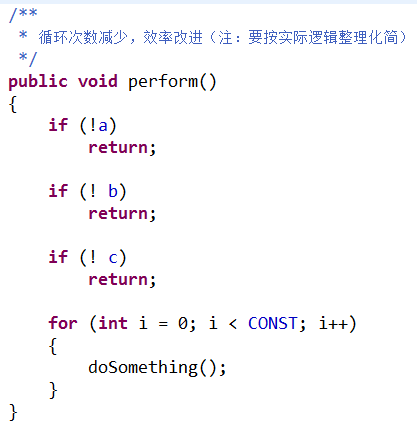 /**
 * 循环次数减少，效率改进（注：要按实际逻辑整理化简）
 */
public void perform()
{
    if (!a)
        return;

    if (! b)
        return;

    if (! c)
        return;

    for (int i = 0; i < CONST; i++)
    {
        doSomething();
    }
}